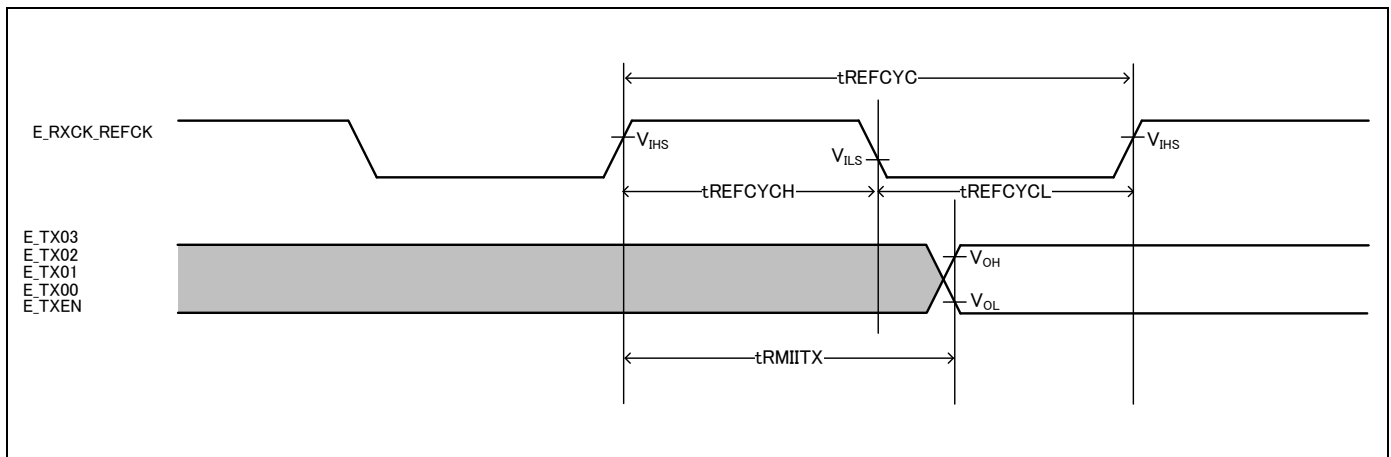 tREFCYC
E_RXCK_REFCK
VIHS
VILS
VIHS
tREFCYCH
tREFCYCL
E_TX03
E_TX02
E_TX01
E_TX00
E_TXEN
VOH
VOL
tRMIITX